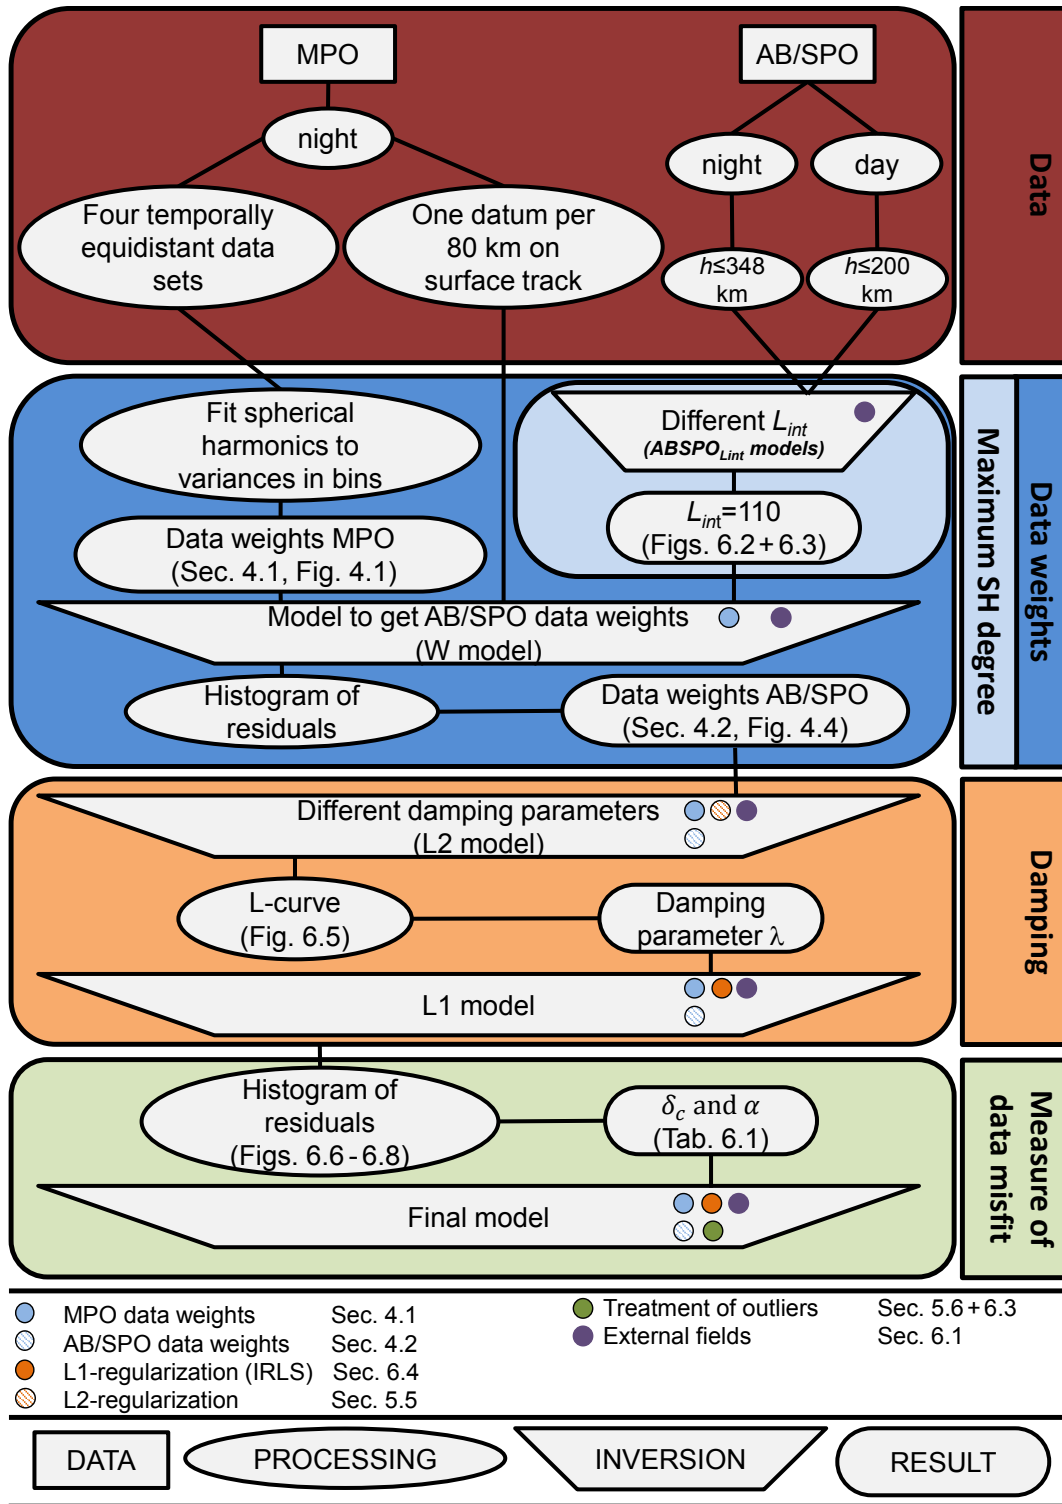 MPO
AB/SPO
night
night
day
Four temporally
equidistant data
sets
One datum per
80 km on
surface track
h≤348
km
h≤200
km
Data
Fit spherical
harmonics to
variances in bins
Different Lint
(ABSPOLint models)
Data weights MPO
(Sec. 4.1, Fig. 4.1)
Lint=110
(Figs. 6.2+6.3)
Model to get AB/SPO data weights
(W model)
Histogram of
residuals
Data weights AB/SPO
(Sec. 4.2, Fig. 4.4)
Maximum SH degree
Data weights
Different damping parameters
(L2 model)
L-curve
(Fig. 6.5)
Damping
parameter λ
L1 model
Damping
Histogram of
residuals
(Figs. 6.6-6.8)
δc and α
(Tab. 6.1)
Final model
Measure of
data misfit
MPO data weights Sec. 4.1
AB/SPO data weights Sec. 4.2
L1-regularization (IRLS) Sec. 6.4
L2-regularization Sec. 5.5
Treatment of outliers Sec. 5.6+6.3
External fields Sec. 6.1
DATA
PROCESSING
INVERSION
RESULT